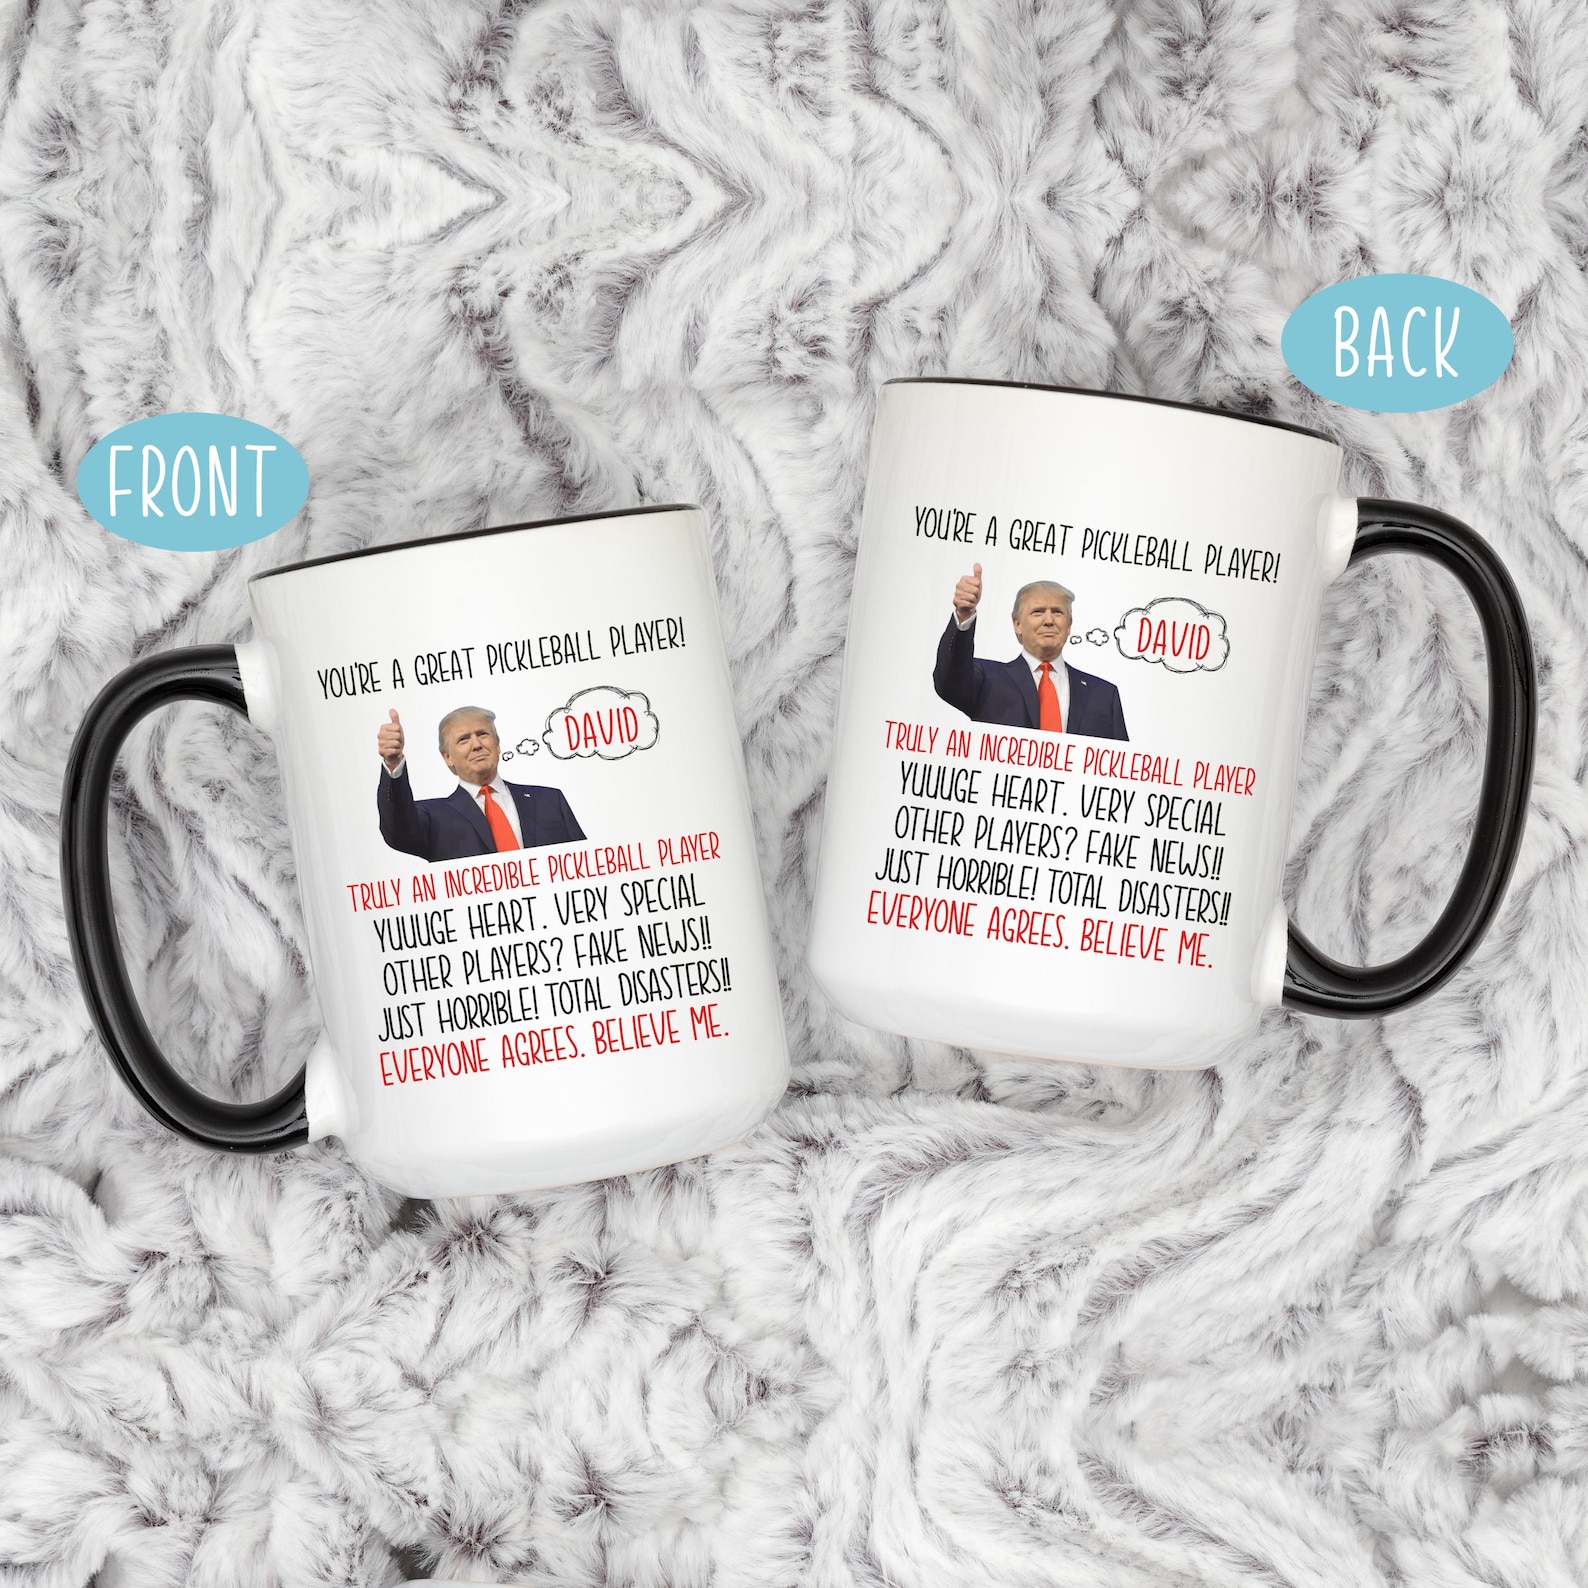 FRONT
YOU'RE A GREAT PICKLEBALL PLAYER!
DAVID
TRULY AN INCREDIBLE PICKLEBALL PLAYER
YUUUGE HEART. VERY SPECIAL
OTHER PLAYERS? FAKE NEWS!!
JUST HORRIBLE! TOTAL DISASTERS!!
EVERYONE AGREES. BELIEVE ME.
BACK
YOU'RE A GREAT PICKLEBALL PLAYER!
DAVID
TRULY AN INCREDIBLE PICKLEBALL PLAYER
YUUUGE HEART. VERY SPECIAL
OTHER PLAYERS? FAKE NEWS!!
JUST HORRIBLE! TOTAL DISASTERS!!
EVERYONE AGREES. BELIEVE ME.